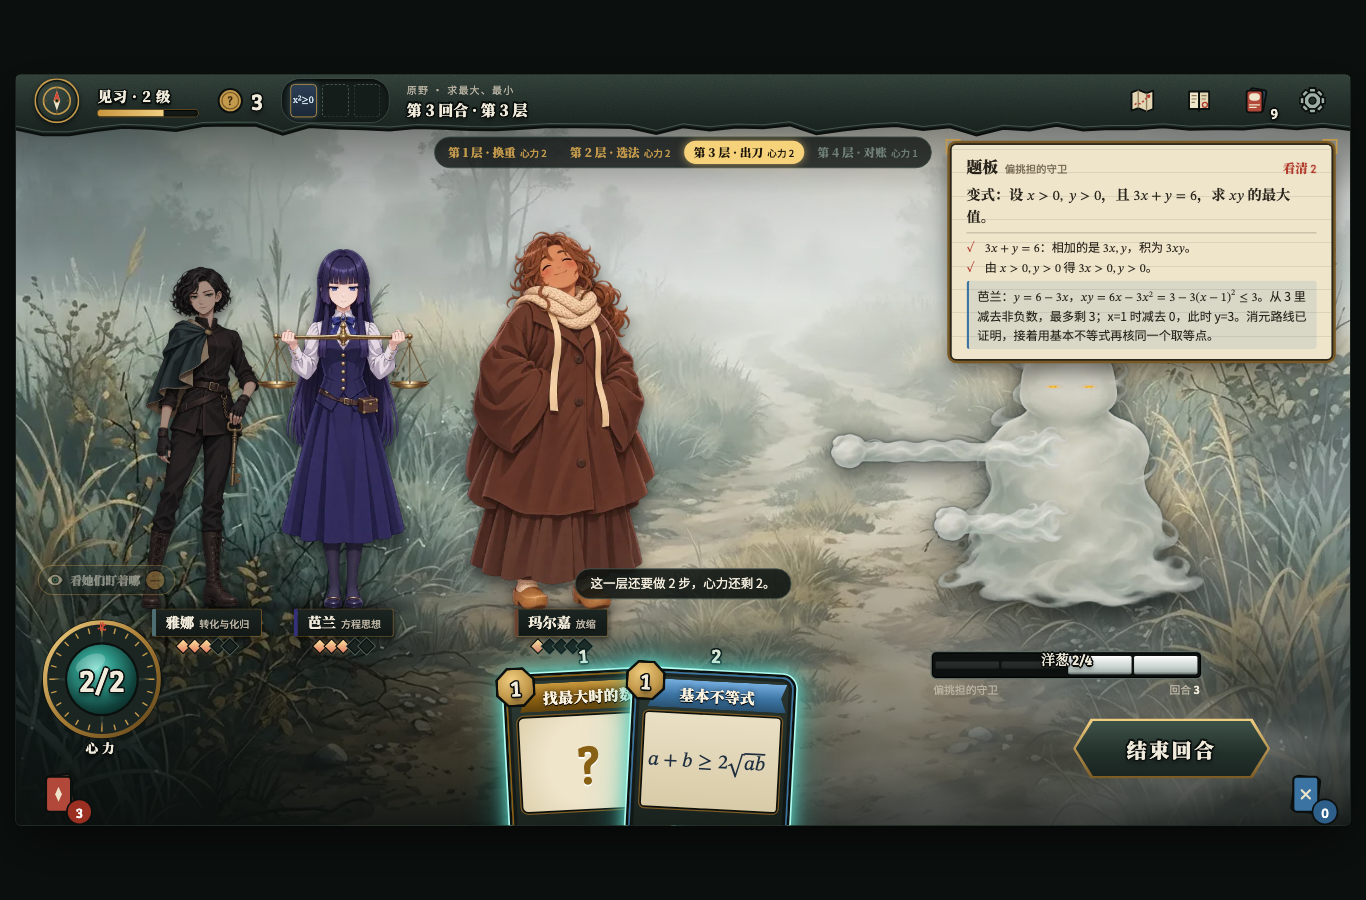 见习·2级
? 3
x²≥0
原野·求最大、最小
第3回合·第3层
9
第1层·换重 心力2
第2层·选法 心力2
第3层·出刀 心力2
第4层·对账 心力1
题板 偏挑担的守卫 看清 2
变式：设 x > 0, y > 0，且 3x + y = 6，求 xy 的最大
值。
√ 3x + y = 6：相加的是 3x, y，积为 3xy。
√ 由 x > 0, y > 0 得 3x > 0, y > 0。
芭兰：y = 6 − 3x，xy = 6x − 3x² = 3 − 3(x − 1)² ≤ 3。从 3 里
减去非负数，最多剩 3；x=1 时减去 0，此时 y=3。消元路线已
证明，接着用基本不等式再核同一个取等点。
看她们盯着哪
这一层还要做 2 步，心力还剩 2。
雅娜 转化与化归
芭兰 方程思想
玛尔嘉 放缩
2/2
心力
3
1
1 找最大时的数
?
2
1 基本不等式
a + b ≥ 2√ab
洋葱 2/4
偏挑担的守卫 回合 3
结束回合
0